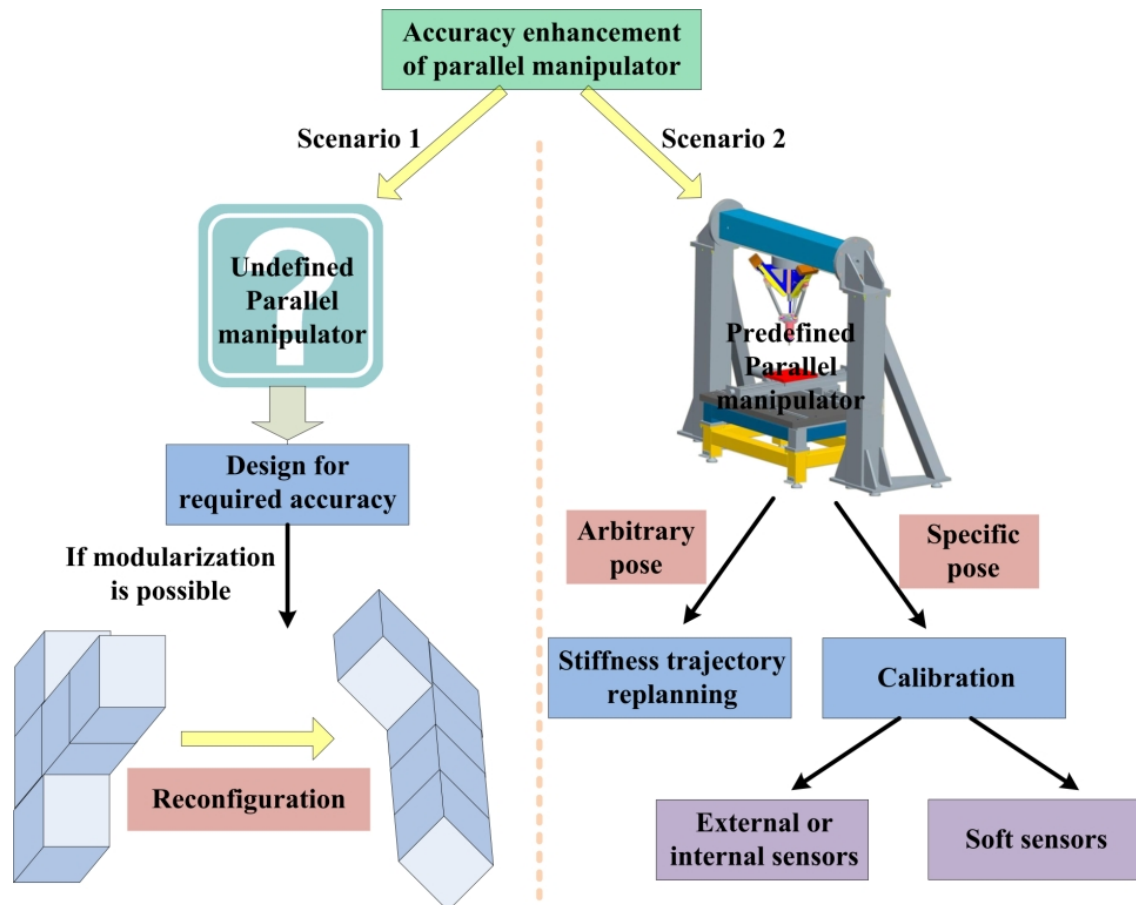 Accuracy enhancement
of parallel manipulator
Scenario 1
Scenario 2
Undefined
Parallel
manipulator
Predefined
Parallel
manipulator
Design for
required accuracy
If modularization
is possible
Reconfiguration
Arbitrary
pose
Specific
pose
Stiffness trajectory
replanning
Calibration
External or
internal sensors
Soft sensors